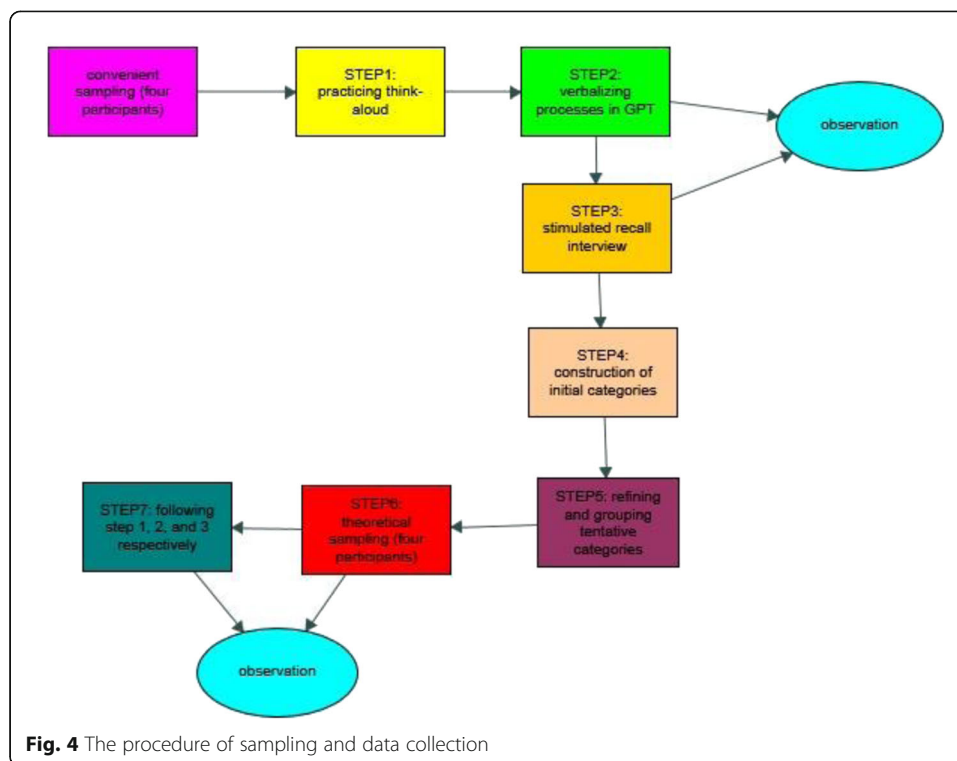 convenient
sampling (four
participants)
STEP1:
practicing think-
aloud
STEP2:
verbalizing
processes in GPT
observation
STEP3:
stimulated recall
interview
STEP4:
construction of
initial categories
STEP5: refining
and grouping
tentative
categories
STEP6:
theoretical
sampling (four
participants)
STEP7: following
step 1, 2, and 3
respectively
observation
Fig. 4 The procedure of sampling and data collection